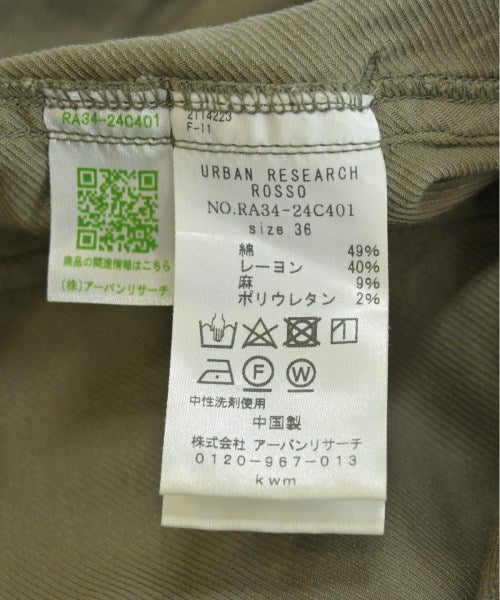 RA34-24C401
商品の関連情報はこちら
(株)アーバンリサーチ
2114223
F-11
URBAN RESEARCH
ROSSO
NO.RA34-24C401
size 36
綿 49%
レーヨン 40%
麻 9%
ポリウレタン 2%
F W
中性洗剤使用
中国製
株式会社 アーバンリサーチ
0120-967-013
kwm